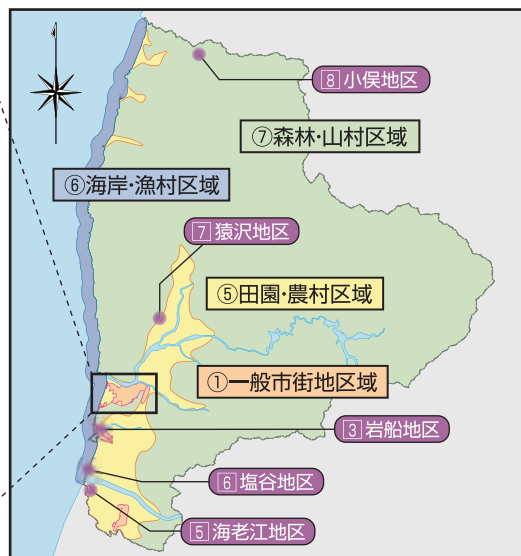 8 小俣地区
⑦森林・山村区域
⑥海岸・漁村区域
7 猿沢地区
⑤田園・農村区域
①一般市街地区域
3 岩船地区
6 塩谷地区
5 海老江地区